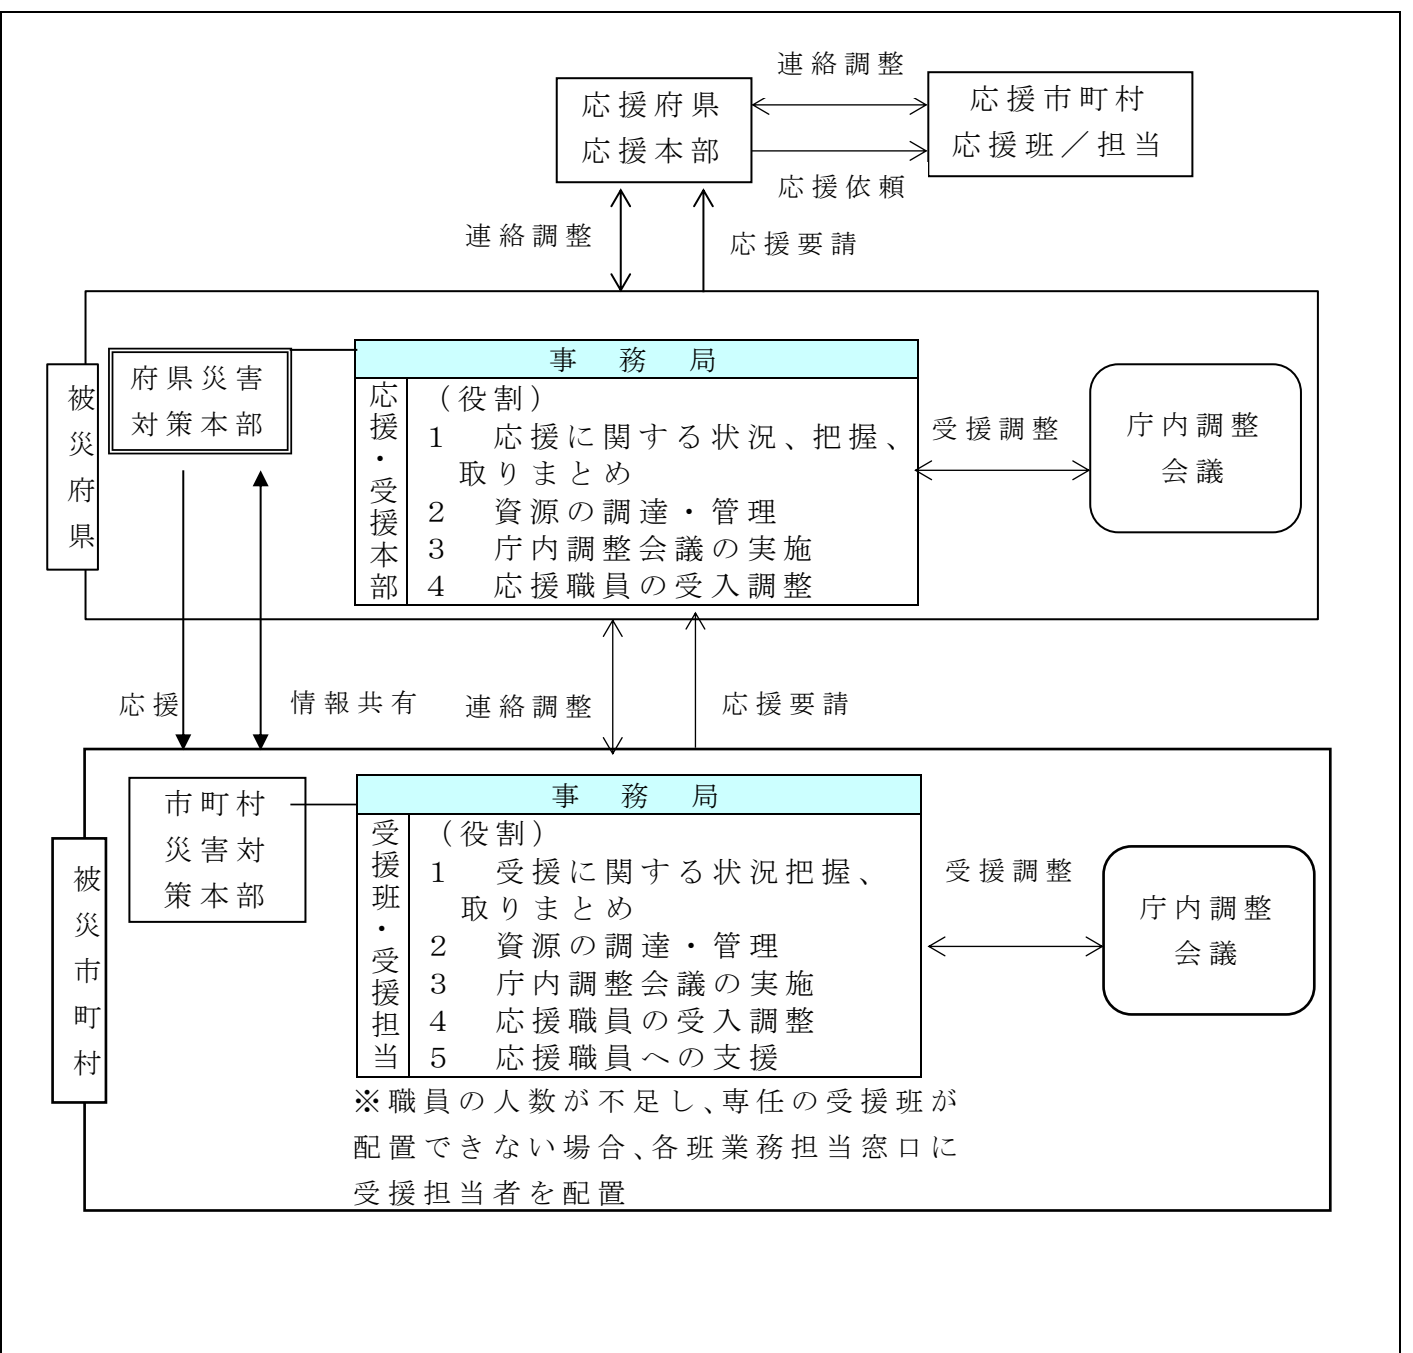 連絡調整
応援府県
応援本部
応援市町村
応援班／担当
応援依頼
連絡調整
応援要請
被災府県
府県災害
対策本部
事　務　局
応援・受援本部
（役割）
１　応援に関する状況、把握、
取りまとめ
２　資源の調達・管理
３　庁内調整会議の実施
４　応援職員の受入調整
受援調整
庁内調整
会議
応援
情報共有
連絡調整
応援要請
被災市町村
市町村
災害対
策本部
事　務　局
受援班・受援担当
（役割）
１　受援に関する状況把握、
取りまとめ
２　資源の調達・管理
３　庁内調整会議の実施
４　応援職員の受入調整
５　応援職員への支援
受援調整
庁内調整
会議
※職員の人数が不足し、専任の受援班が
配置できない場合、各班業務担当窓口に
受援担当者を配置